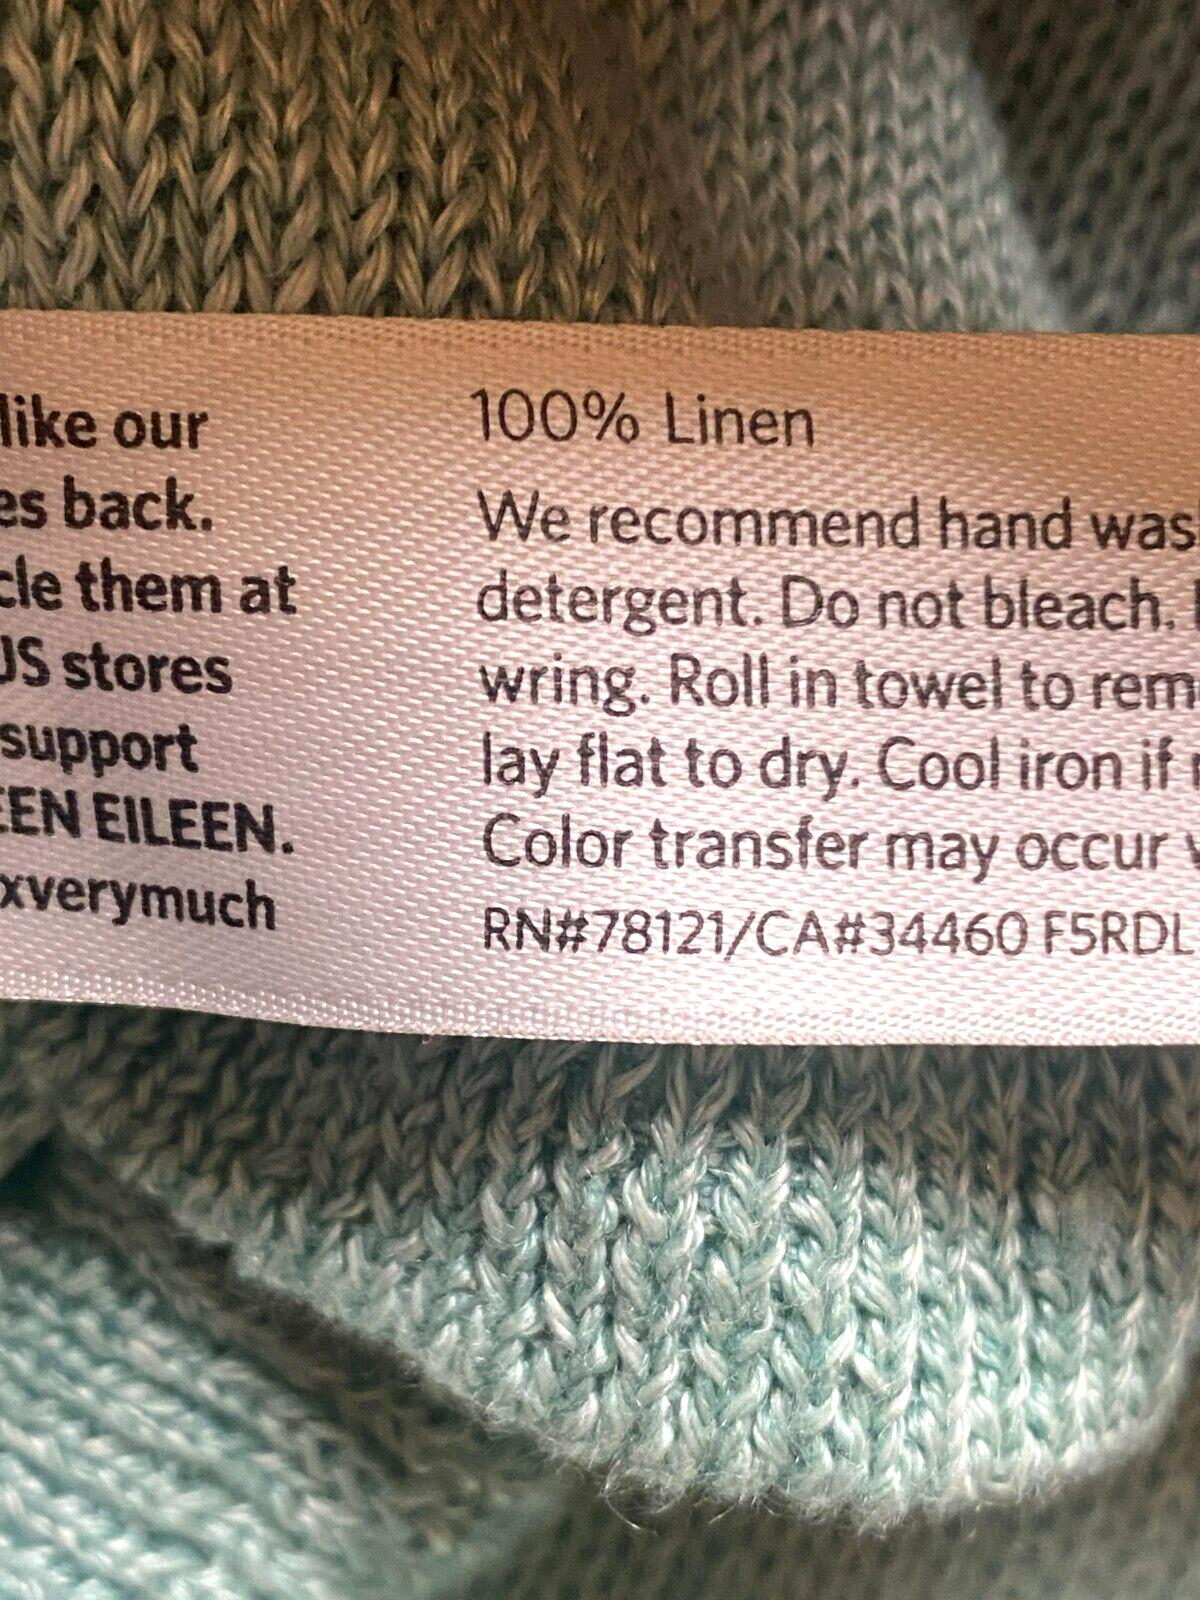 like our
es back.
cle them at
US stores
support
EEN EILEEN.
xverymuch
100% Linen
We recommend hand was
detergent. Do not bleach.
wring. Roll in towel to rem
lay flat to dry. Cool iron if
Color transfer may occur
RN#78121/CA#34460 F5RDL